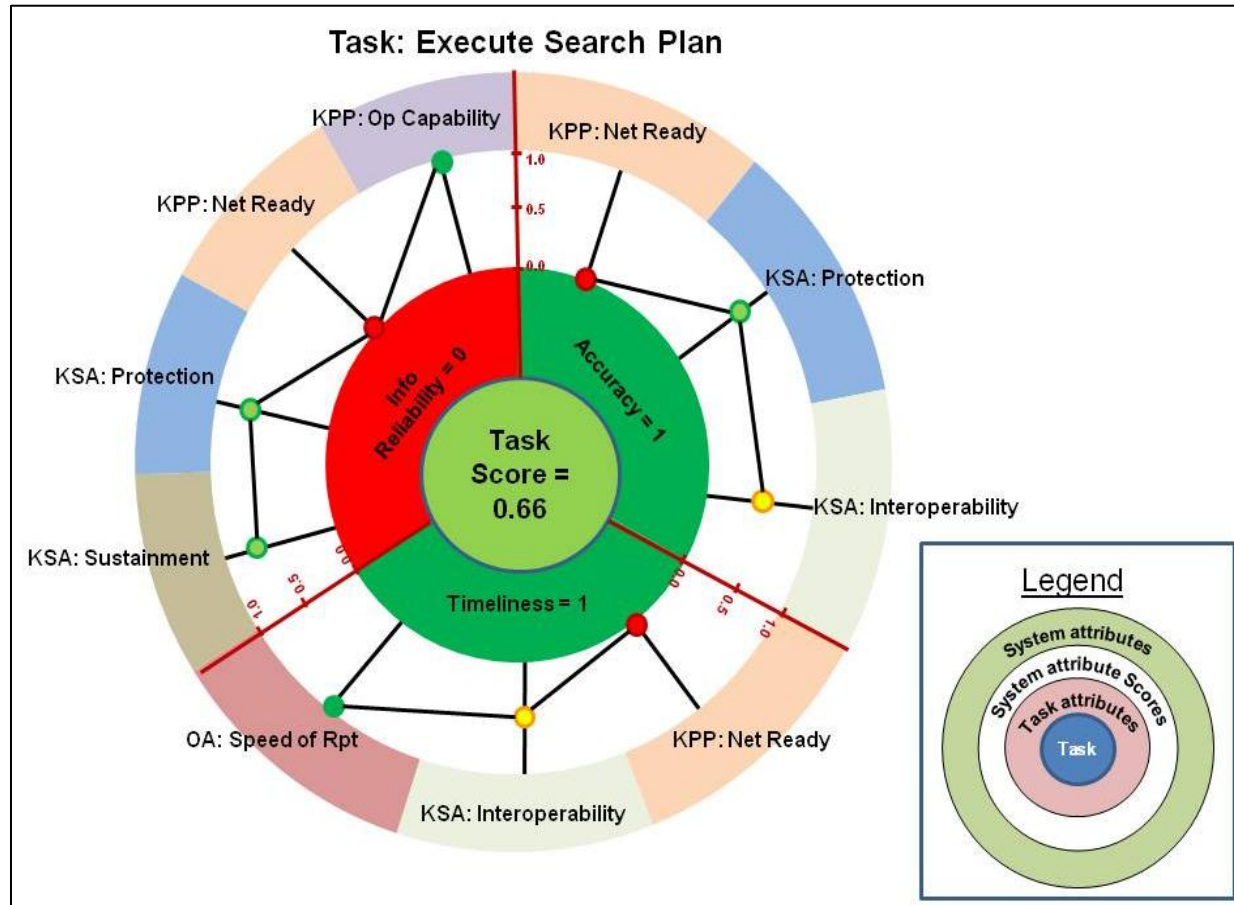 Task: Execute Search Plan
KPP: Op Capability
KPP: Net Ready
1.0
0.5
0.0
KPP: Net Ready
KSA: Protection
KSA: Protection
Info
Reliability = 0
Accuracy = 1
Task
Score =
0.66
KSA: Interoperability
KSA: Sustainment
0.0
0.5
1.0
0.0
0.5
1.0
Timeliness = 1
OA: Speed of Rpt
KPP: Net Ready
KSA: Interoperability
Legend
System attributes
System attribute Scores
Task attributes
Task